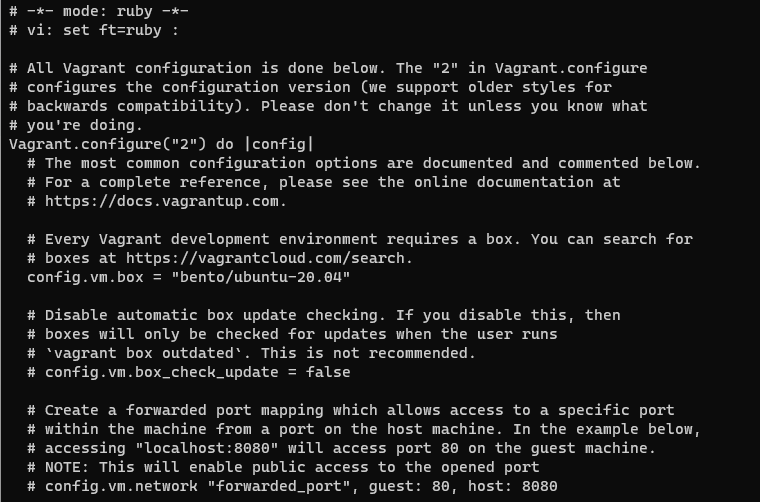 # -*- mode: ruby -*-
# vi: set ft=ruby :

# All Vagrant configuration is done below. The "2" in Vagrant.configure
# configures the configuration version (we support older styles for
# backwards compatibility). Please don't change it unless you know what
# you're doing.
Vagrant.configure("2") do |config|
  # The most common configuration options are documented and commented below.
  # For a complete reference, please see the online documentation at
  # https://docs.vagrantup.com.

  # Every Vagrant development environment requires a box. You can search for
  # boxes at https://vagrantcloud.com/search.
  config.vm.box = "bento/ubuntu-20.04"

  # Disable automatic box update checking. If you disable this, then
  # boxes will only be checked for updates when the user runs
  # `vagrant box outdated`. This is not recommended.
  # config.vm.box_check_update = false

  # Create a forwarded port mapping which allows access to a specific port
  # within the machine from a port on the host machine. In the example below,
  # accessing "localhost:8080" will access port 80 on the guest machine.
  # NOTE: This will enable public access to the opened port
  # config.vm.network "forwarded_port", guest: 80, host: 8080